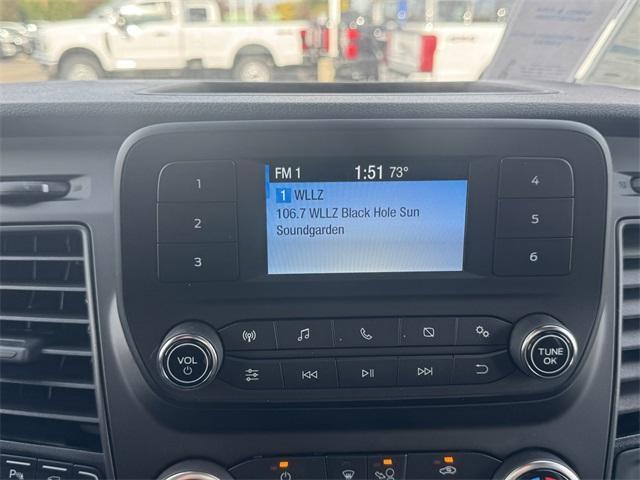 FM 1 1:51 73°
1 WLLZ
106.7 WLLZ Black Hole Sun
Soundgarden
1
2
3
4
5
6
VOL
TUNE
OK